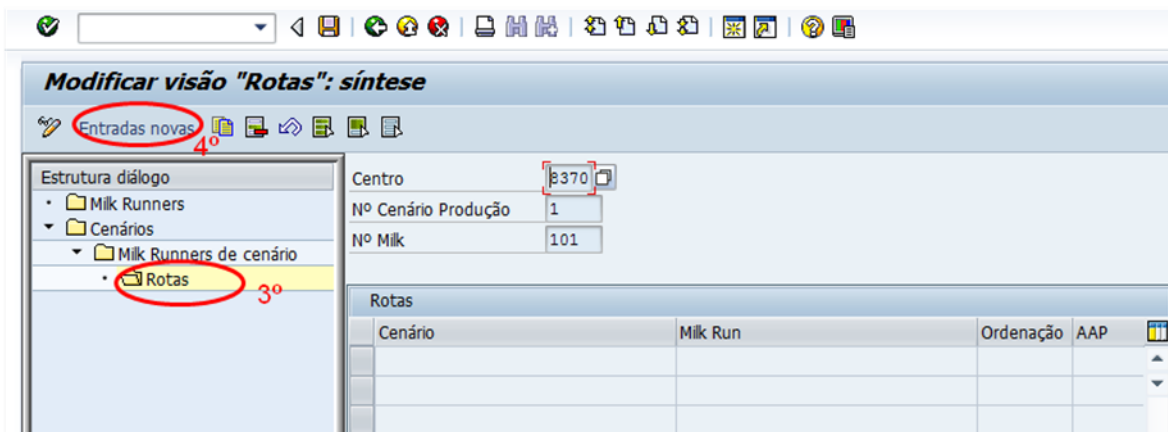 Modificar visão "Rotas": síntese
Entradas novas
4º
Estrutura diálogo
Milk Runners
Cenários
Milk Runners de cenário
Rotas
3º
Centro 8370
Nº Cenário Produção 1
Nº Milk 101
Rotas
Cenário Milk Run Ordenação AAP